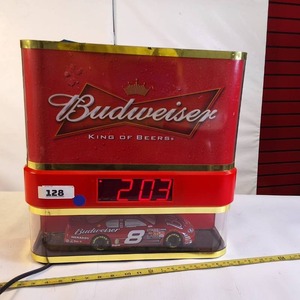 Budweiser
KING OF BEERS
128
2:03
Budweiser
8